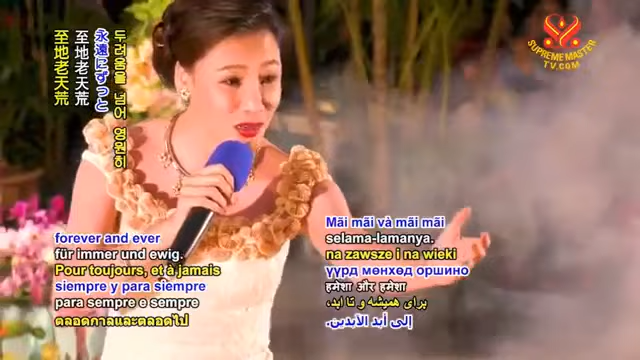 至地老天荒
至地老天荒
永遠にずっと
두려움을 넘어 영원히
SUPREME MASTER
TV.COM
forever and ever
für immer und ewig.
Pour toujours, et à jamais
siempre y para siempre
para sempre e sempre
ตลอดกาลและตลอดไป
Mãi mãi và mãi mãi
selama-lamanya.
na zawsze i na wieki
үүрд мөнхөд оршино
हमेशा और हमेशा
برای همیشه و تا ابد،
إلى أبد الآبدين.